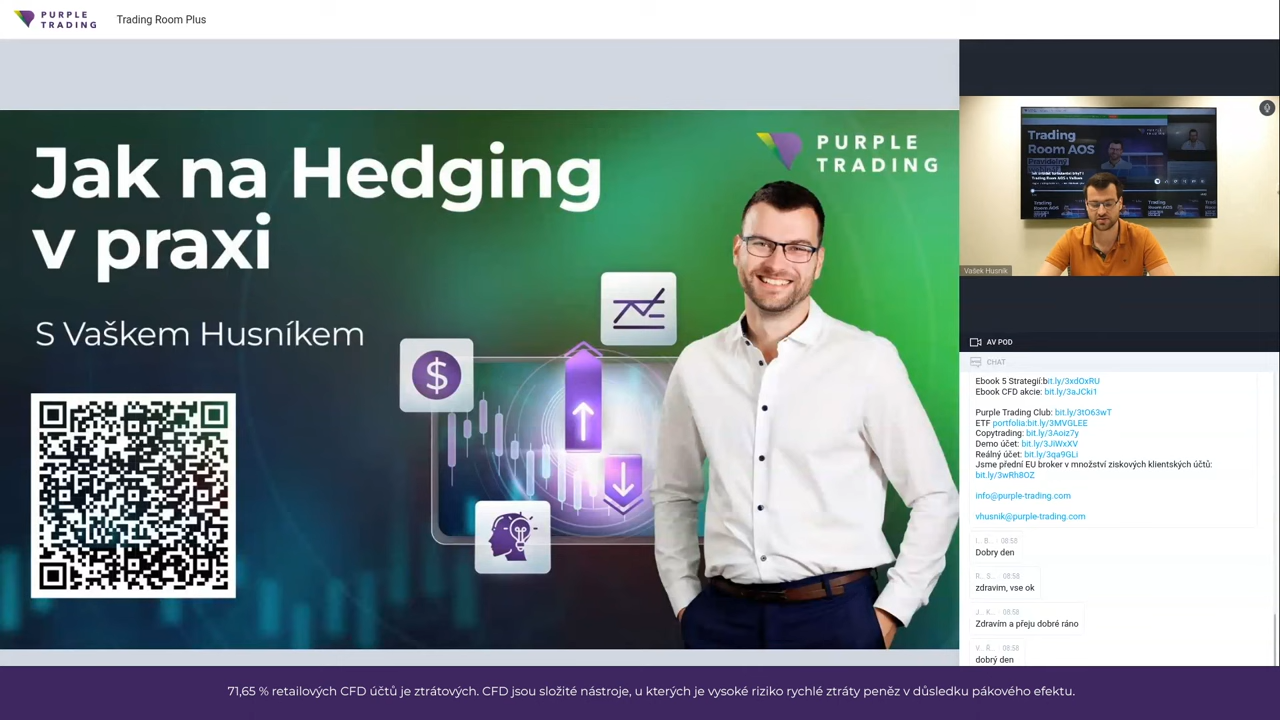 PURPLE
TRADING
Trading Room Plus
Jak na Hedging
v praxi
S Vaškem Husníkem
PURPLE
TRADING
$
Trading
Room AOS
Vašek Husník
AV POD
CHAT
Ebook 5 Strategií:bit.ly/3xdOxRU
Ebook CFD akcie: bit.ly/3aJCki1
Purple Trading Club: bit.ly/3tO63wT
ETF portfolia:bit.ly/3MVGLEE
Copytrading: bit.ly/3Aoiz7y
Demo účet: bit.ly/3JiWxXV
Reálný účet: bit.ly/3qa9GLi
Jsme přední EU broker v množství ziskových klientských účtů:
bit.ly/3wRh8OZ
info@purple-trading.com
vhusnik@purple-trading.com
I.. B... 08:58
Dobry den
R.. S... 08:58
zdravim, vse ok
J.. K... 08:58
Zdravím a přeju dobré ráno
V.. Ř... 08:58
dobrý den
71,65 % retailových CFD účtů je ztrátových. CFD jsou složité nástroje, u kterých je vysoké riziko rychlé ztráty peněz v důsledku pákového efektu.